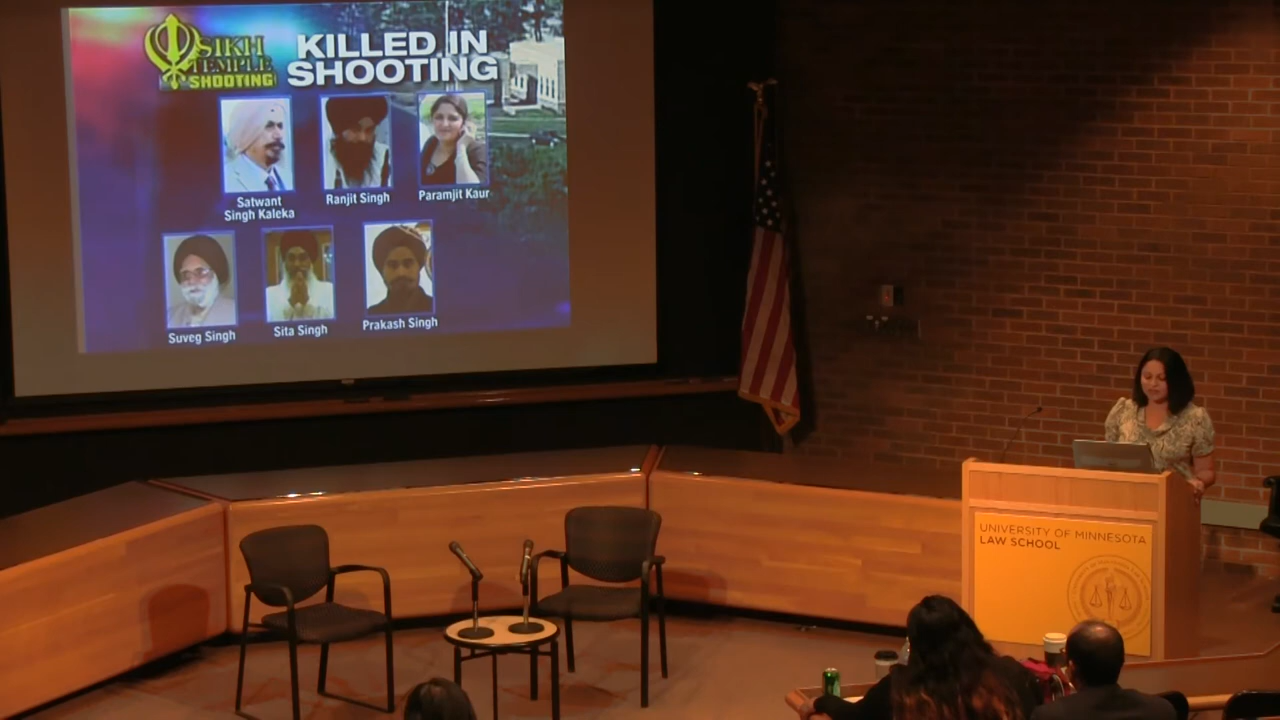 SIKH
TEMPLE
SHOOTING
KILLED IN
SHOOTING
Satwant
Singh Kaleka
Ranjit Singh
Paramjit Kaur
Suveg Singh
Sita Singh
Prakash Singh
UNIVERSITY OF MINNESOTA
LAW SCHOOL